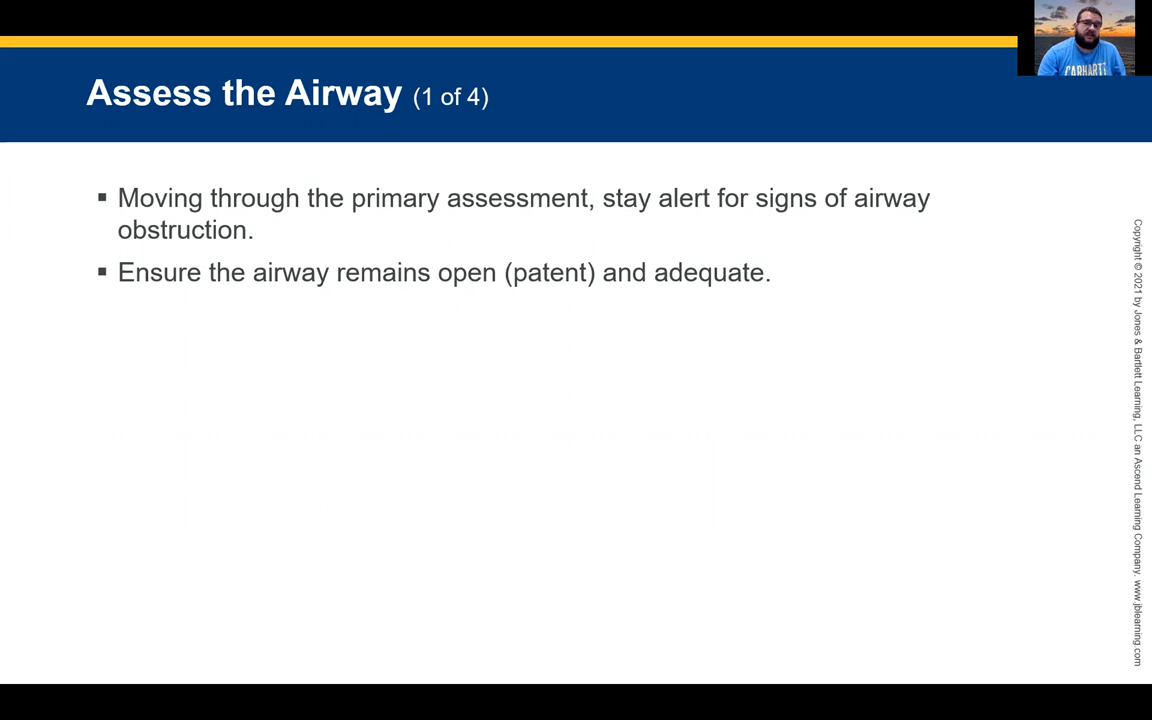 Assess the Airway (1 of 4)
▪ Moving through the primary assessment, stay alert for signs of airway
obstruction.
▪ Ensure the airway remains open (patent) and adequate.
CARHARTT
Copyright © 2021 by Jones & Bartlett Learning, LLC an Ascend Learning Company. www.jblearning.com